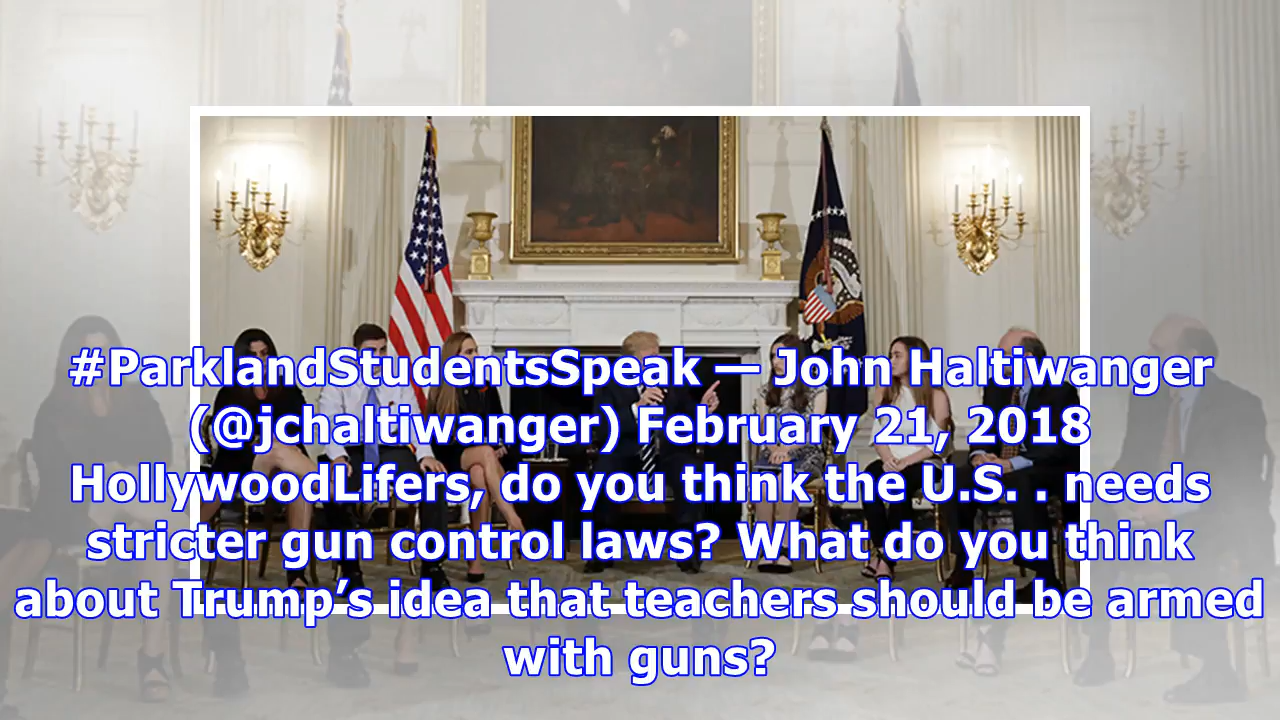 #ParklandStudentsSpeak — John Haltiwanger
(@jchaltiwanger) February 21, 2018
HollywoodLifers, do you think the U.S. . needs
stricter gun control laws? What do you think
about Trump’s idea that teachers should be armed
with guns?